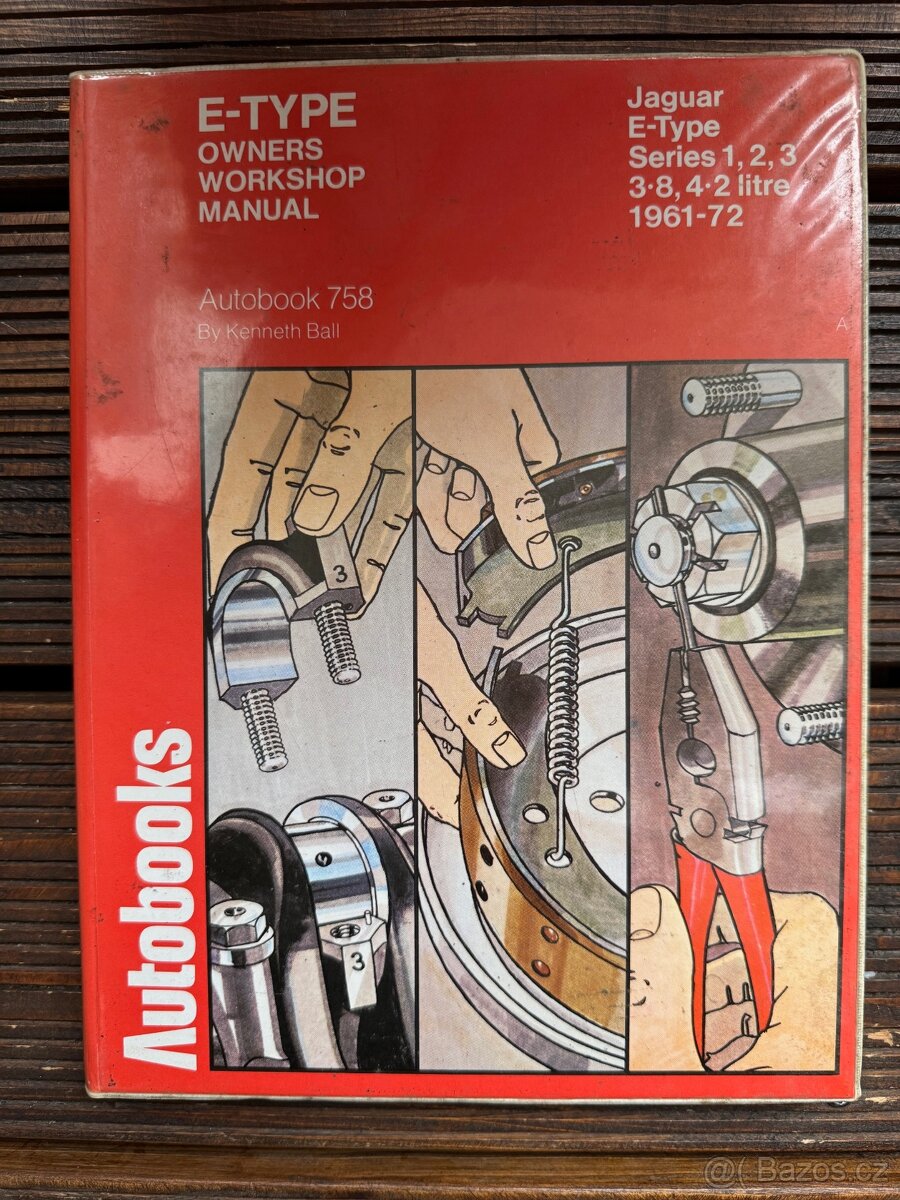 E-TYPE
OWNERS
WORKSHOP
MANUAL
Jaguar
E-Type
Series 1, 2, 3
3·8, 4·2 litre
1961-72
Autobook 758
By Kenneth Ball
A
3
3
Autobooks
@( Bazos.cz